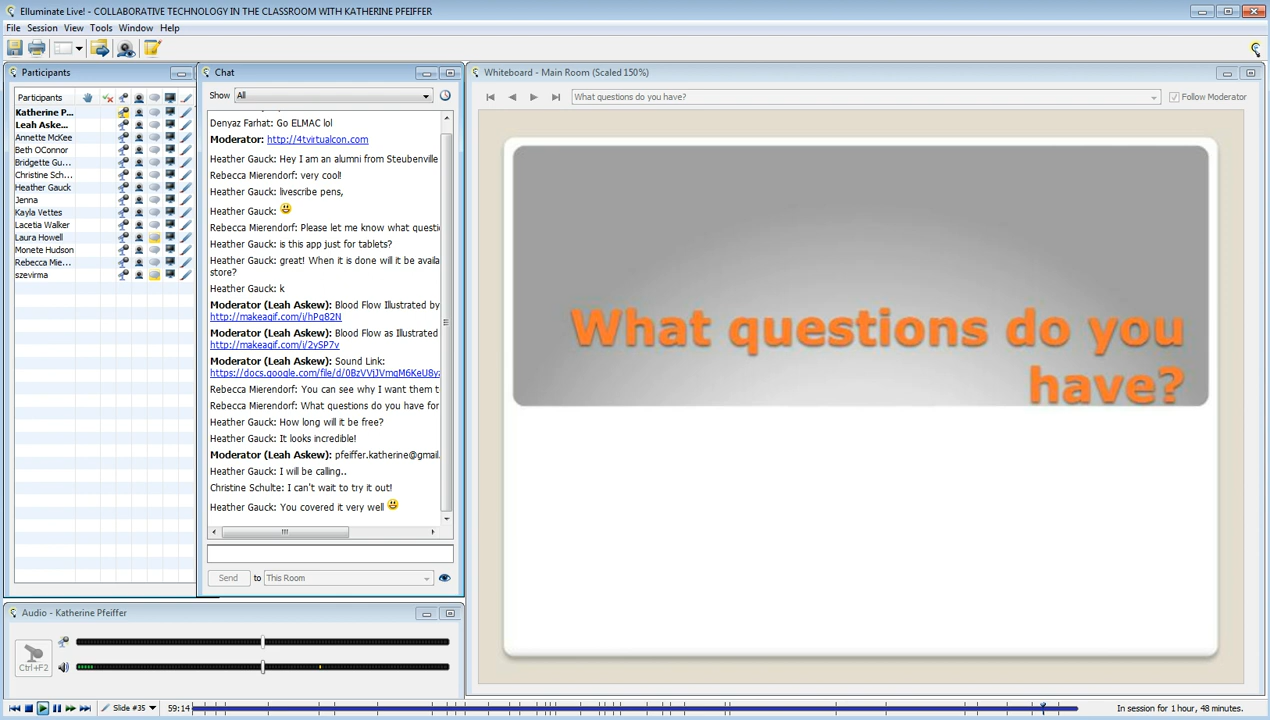 Elluminate Live! - COLLABORATIVE TECHNOLOGY IN THE CLASSROOM WITH KATHERINE PFEIFFER
File Session View Tools Window Help
Participants
Participants
Katherine P...
Leah Aske...
Annette McKee
Beth OConnor
Bridgette Gu...
Christine Sch...
Heather Gauck
Jenna
Kayla Vettes
Lacetia Walker
Laura Howell
Monete Hudson
Rebecca Mie...
szevirma
Chat
Show All
Denyaz Farhat: Go ELMAC lol
Moderator: http://4tvirtualcon.com
Heather Gauck: Hey I am an alumni from Steubenville
Rebecca Mierendorf: very cool!
Heather Gauck: livescribe pens,
Heather Gauck:
Rebecca Mierendorf: Please let me know what questi
Heather Gauck: is this app just for tablets?
Heather Gauck: great! When it is done will it be availa
store?
Heather Gauck: k
Moderator (Leah Askew): Blood Flow Illustrated by
http://makeagif.com/i/hPq82N
Moderator (Leah Askew): Blood Flow as Illustrated
http://makeagif.com/i/2ySP7v
Moderator (Leah Askew): Sound Link:
https://docs.google.com/file/d/0BzVVjJVmgM6KeU8y
Rebecca Mierendorf: You can see why I want them t
Rebecca Mierendorf: What questions do you have for
Heather Gauck: How long will it be free?
Heather Gauck: It looks incredible!
Moderator (Leah Askew): pfeiffer.katherine@gmail.
Heather Gauck: I will be calling..
Christine Schulte: I can't wait to try it out!
Heather Gauck: You covered it very well
Send to This Room
Audio - Katherine Pfeiffer
Ctrl+F2
Whiteboard - Main Room (Scaled 150%)
What questions do you have? Follow Moderator
What questions do you
have?
Slide #35 59:14 In session for 1 hour, 48 minutes.